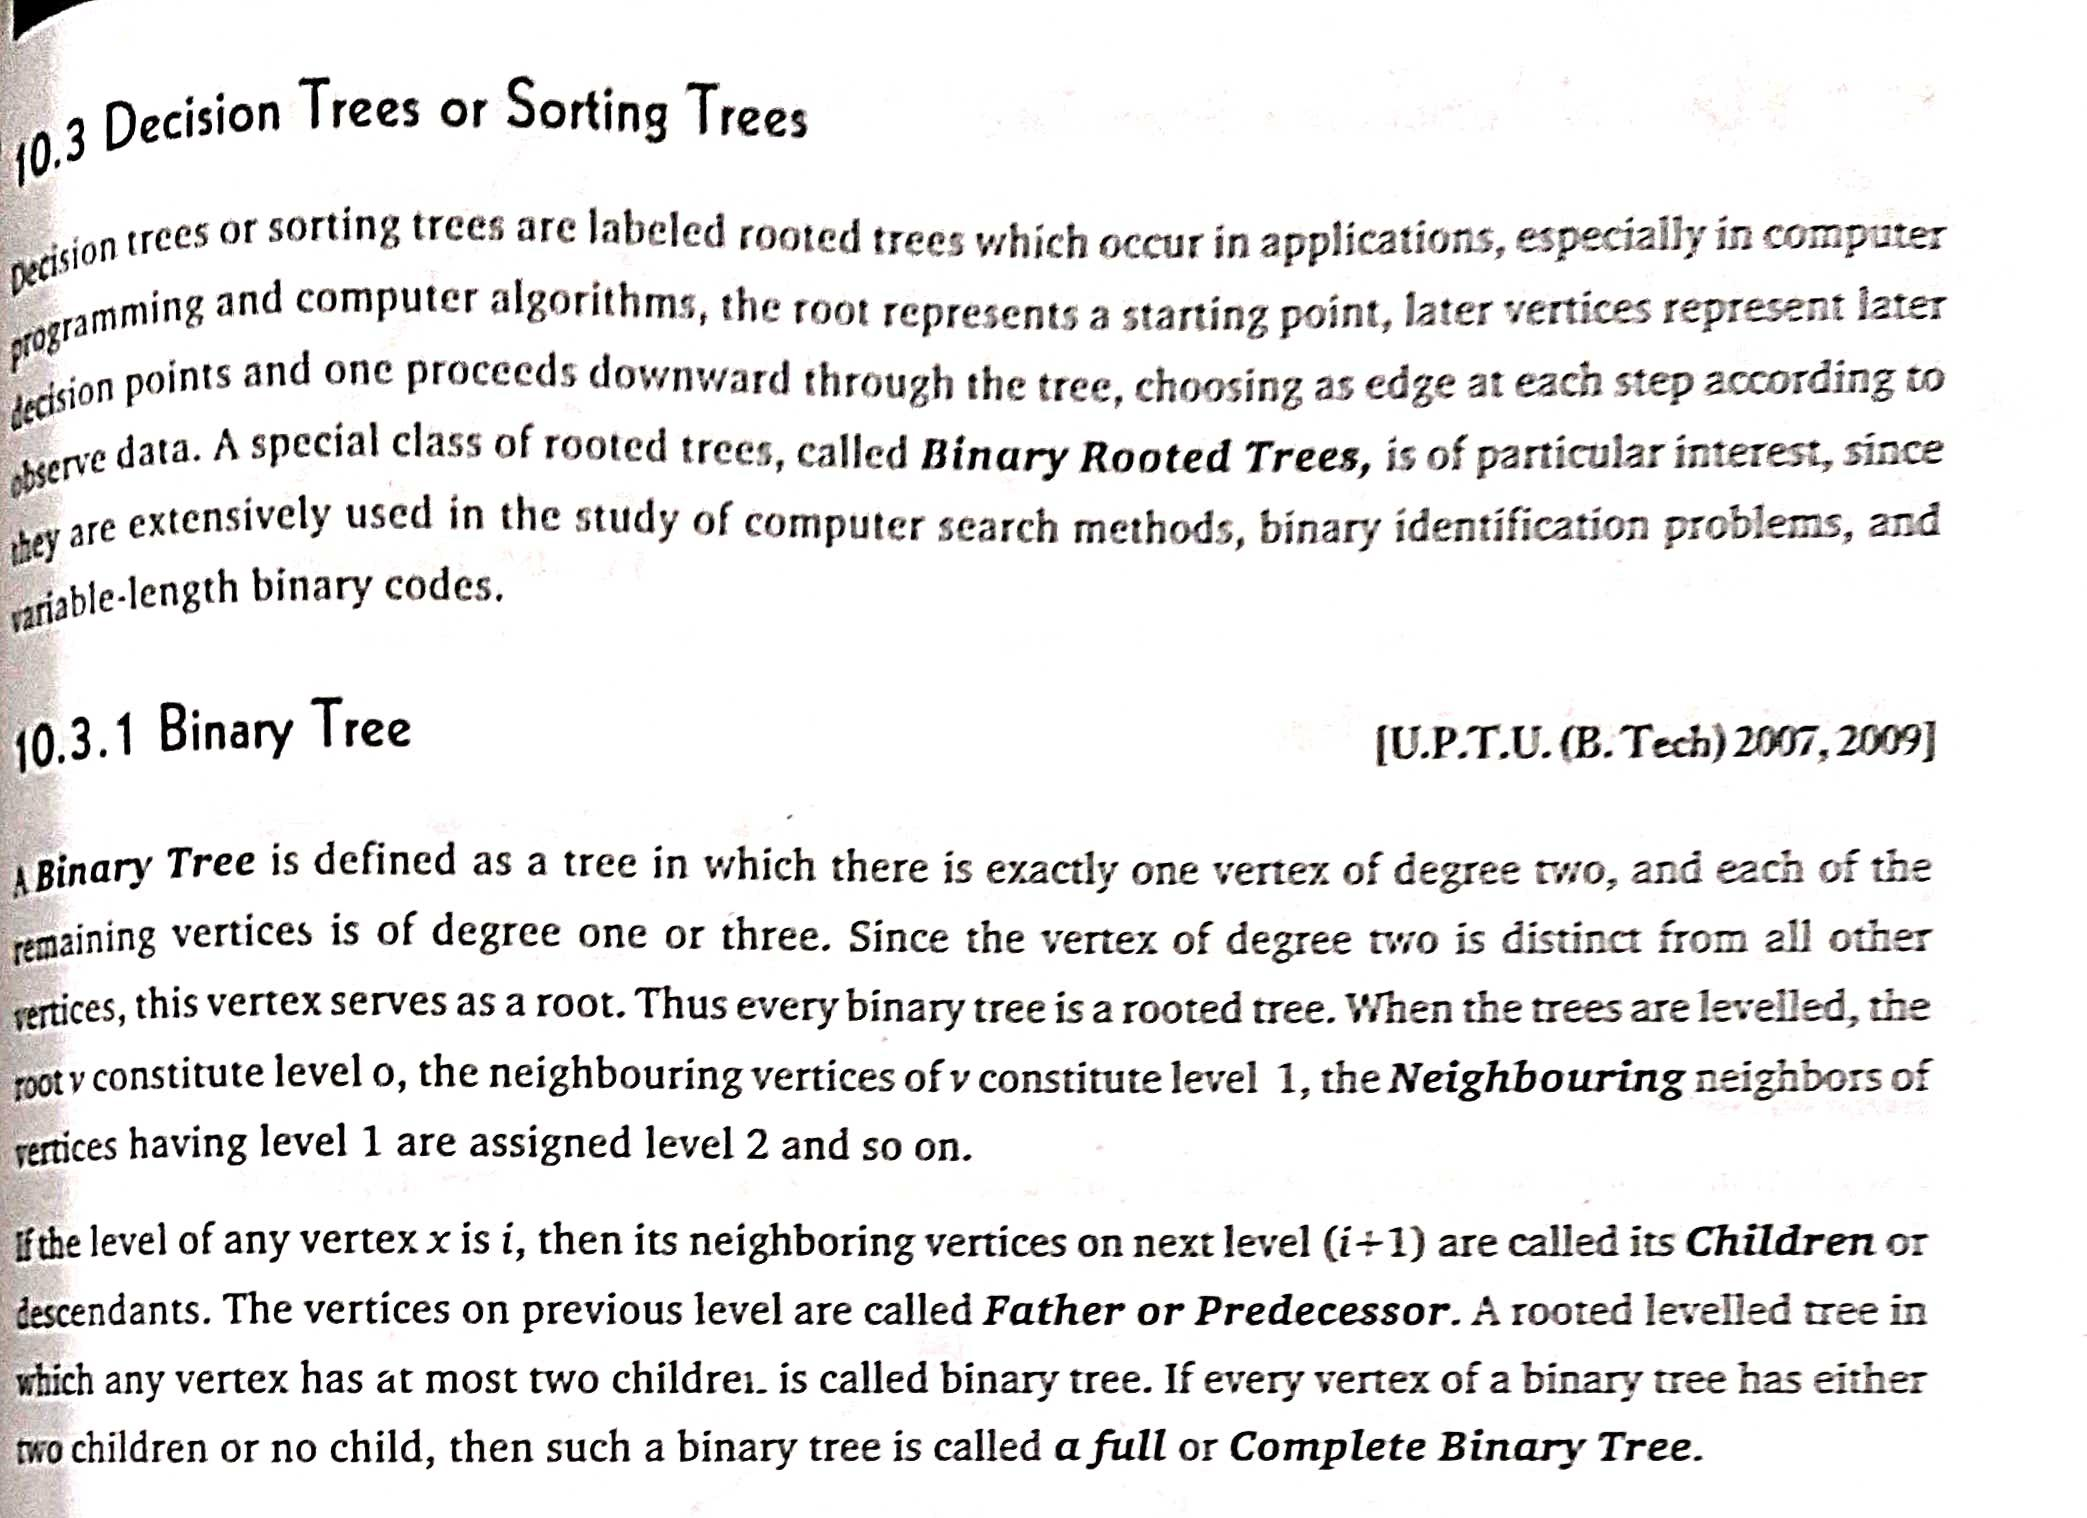 10.3 Decision Trees or Sorting Trees
Decision trees or sorting trees are labeled rooted trees which occur in applications, especially in computer
programming and computer algorithms, the root represents a starting point, later vertices represent later
decision points and one proceeds downward through the tree, choosing as edge at each step according to
observe data. A special class of rooted trees, called Binary Rooted Trees, is of particular interest, since
they are extensively used in the study of computer search methods, binary identification problems, and
variable-length binary codes.
10.3.1 Binary Tree [U.P.T.U. (B. Tech) 2007, 2009]
A Binary Tree is defined as a tree in which there is exactly one vertex of degree two, and each of the
remaining vertices is of degree one or three. Since the vertex of degree two is distinct from all other
vertices, this vertex serves as a root. Thus every binary tree is a rooted tree. When the trees are levelled, the
root v constitute level o, the neighbouring vertices of v constitute level 1, the Neighbouring neighbors of
vertices having level 1 are assigned level 2 and so on.
If the level of any vertex x is i, then its neighboring vertices on next level (i+1) are called its Children or
descendants. The vertices on previous level are called Father or Predecessor. A rooted levelled tree in
which any vertex has at most two children is called binary tree. If every vertex of a binary tree has either
two children or no child, then such a binary tree is called a full or Complete Binary Tree.